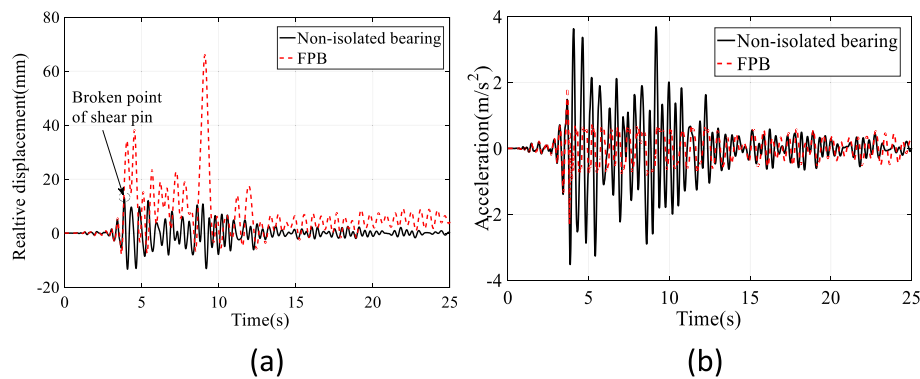 80
60
40
20
0
-20
Realtive displacement(mm)
Non-isolated bearing
FPB
Broken point
of shear pin
0 5 10 15 20 25
Time(s)
(a)
4
2
0
-2
-4
Acceleration(m/s²)
Non-isolated bearing
FPB
0 5 10 15 20 25
Time(s)
(b)